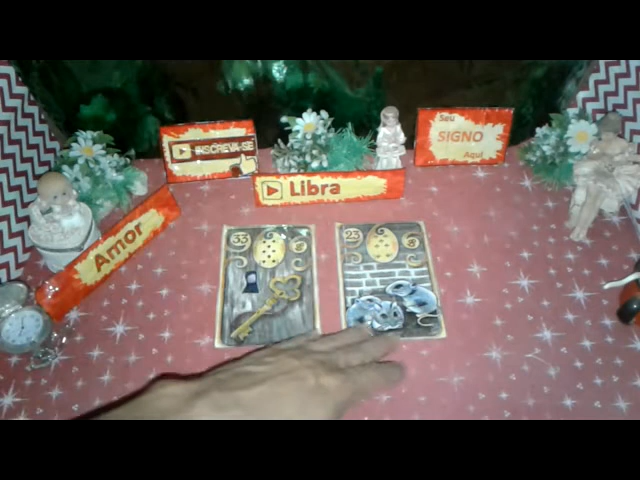 INSCREVA-SE
Seu
SIGNO
Aqui
Libra
Amor
33
23